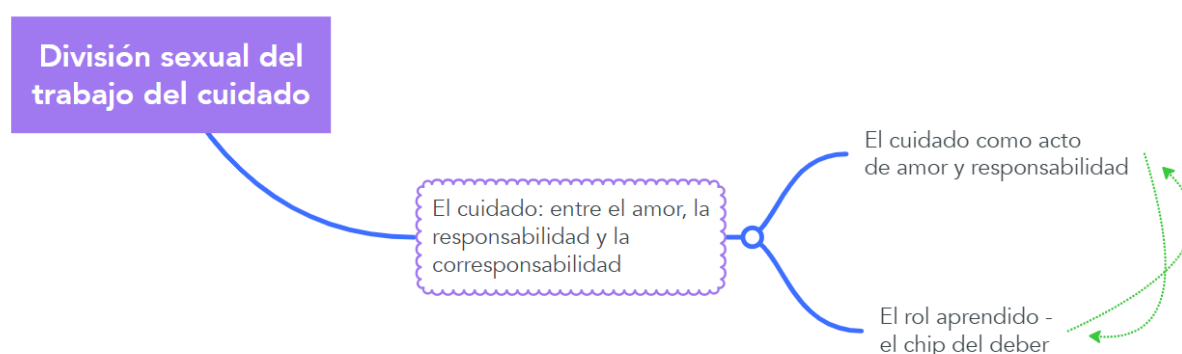 División sexual del
trabajo del cuidado
El cuidado como acto
de amor y responsabilidad
El cuidado: entre el amor, la
responsabilidad y la
corresponsabilidad
El rol aprendido -
el chip del deber